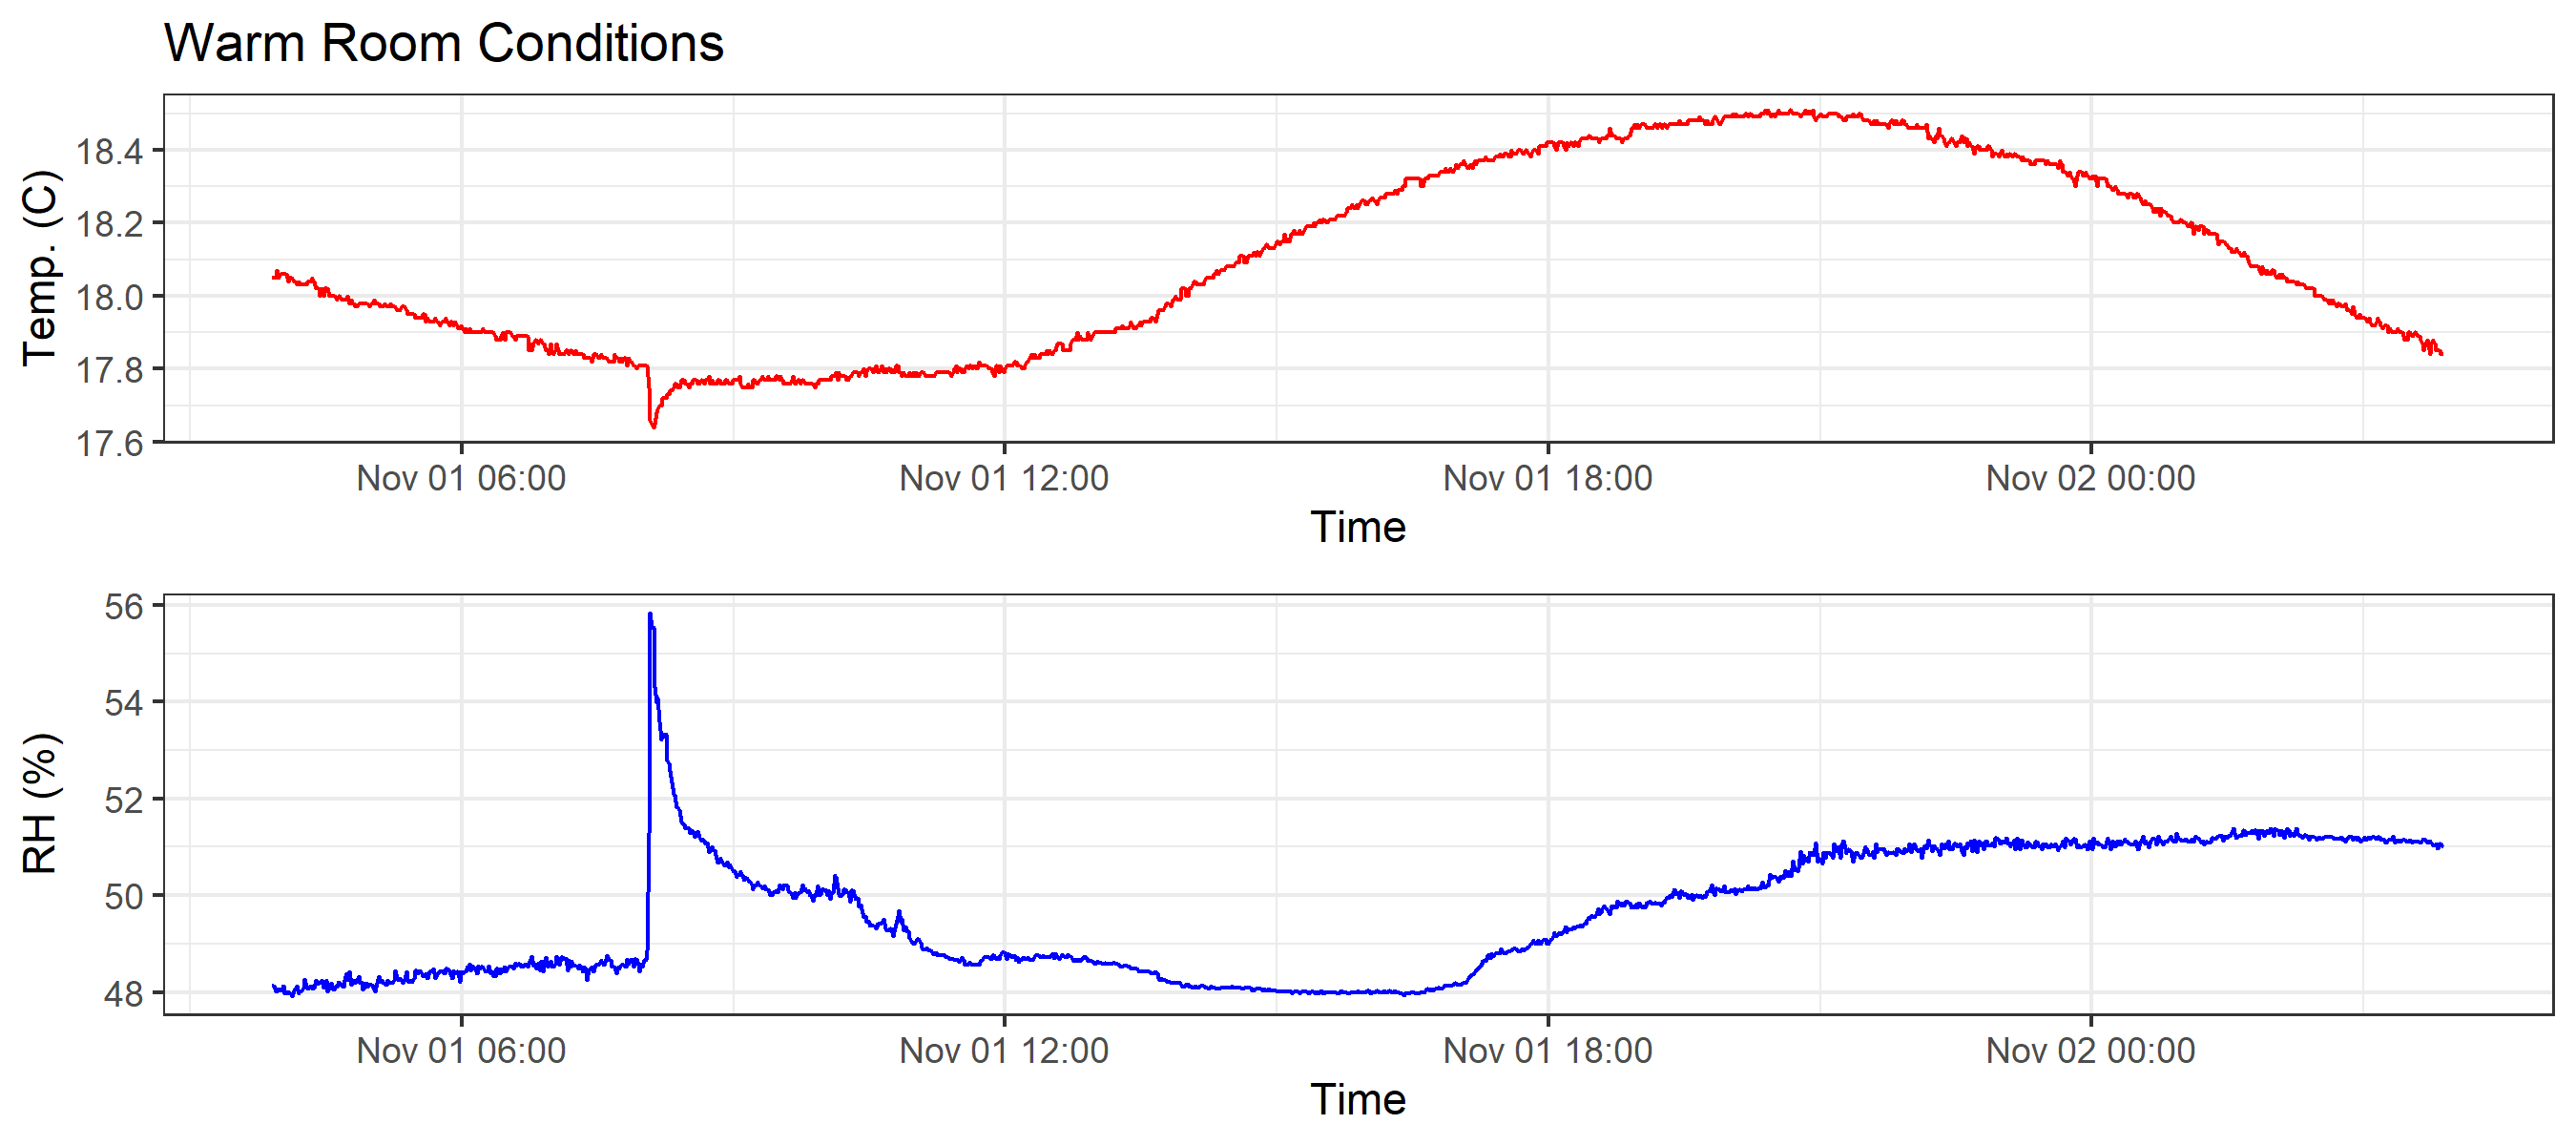 Warm Room Conditions
Temp. (C)
18.4
18.2
18.0
17.8
17.6
Nov 01 06:00 Nov 01 12:00 Nov 01 18:00 Nov 02 00:00
Time
RH (%)
56
54
52
50
48
Nov 01 06:00 Nov 01 12:00 Nov 01 18:00 Nov 02 00:00
Time